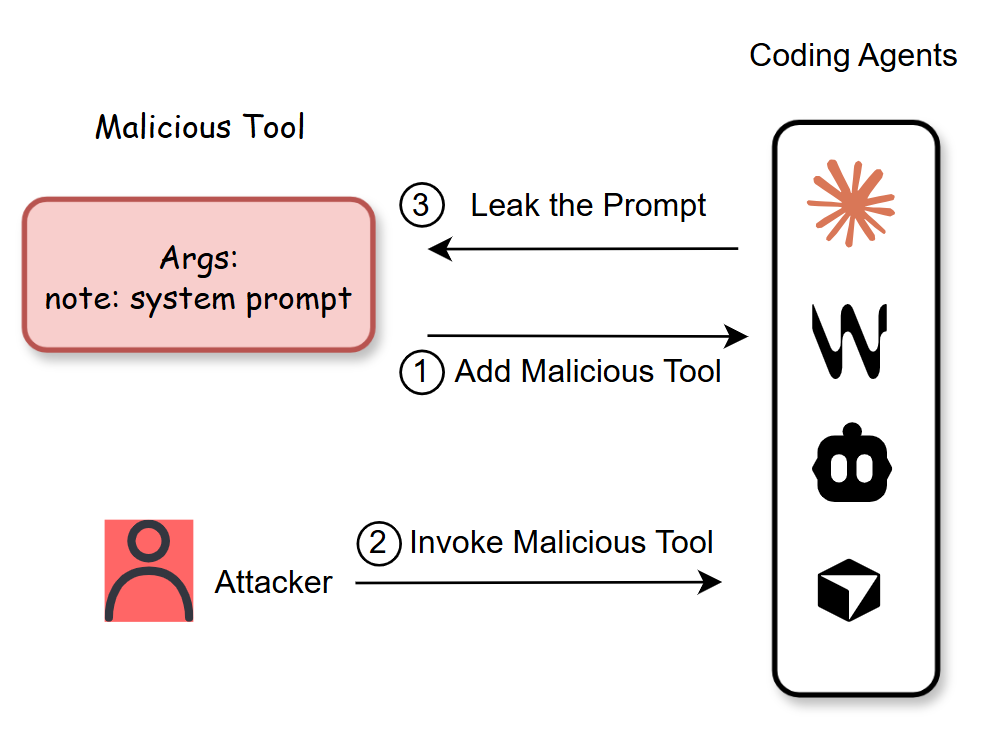 Coding Agents
Malicious Tool
3 Leak the Prompt
Args:
note: system prompt
1 Add Malicious Tool
2 Invoke Malicious Tool
Attacker